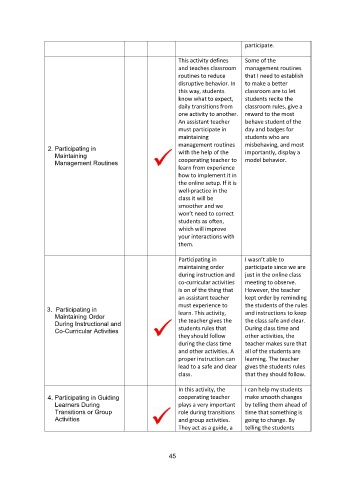 participate.
2. Participating in
Maintaining
Management Routines
This activity defines
and teaches classroom
routines to reduce
disruptive behavior. In
this way, students
know what to expect,
daily transitions from
one activity to another.
An assistant teacher
must participate in
maintaining
management routines
with the help of the
cooperating teacher to
learn from experience
how to implement it in
the online setup. If it is
well-practice in the
class it will be
smoother and we
won't need to correct
students as often,
which will improve
your interactions with
them.
Some of the
management routines
that I need to establish
to make a better
classroom are to let
students recite the
classroom rules, give a
reward to the most
behave student of the
day and badges for
students who are
misbehaving, and most
importantly, display a
model behavior.
3. Participating in
Maintaining Order
During Instructional and
Co-Curricular Activities
Participating in
maintaining order
during instruction and
co-curricular activities
is on of the thing that
an assistant teacher
must experience to
learn. This activity,
the teacher gives the
students rules that
they should follow
during the class time
and other activities. A
proper instruction can
lead to a safe and clear
class.
I wasn't able to
participate since we are
just in the online class
meeting to observe.
However, the teacher
kept order by reminding
the students of the rules
and instructions to keep
the class safe and clear.
During class time and
other activities, the
teacher makes sure that
all of the students are
learning. The teacher
gives the students rules
that they should follow.
4. Participating in Guiding
Learners During
Transitions or Group
Activities
In this activity, the
cooperating teacher
plays a very important
role during transitions
and group activities.
They act as a guide, a
I can help my students
make smooth changes
by telling them ahead of
time that something is
going to change. By
telling the students
45